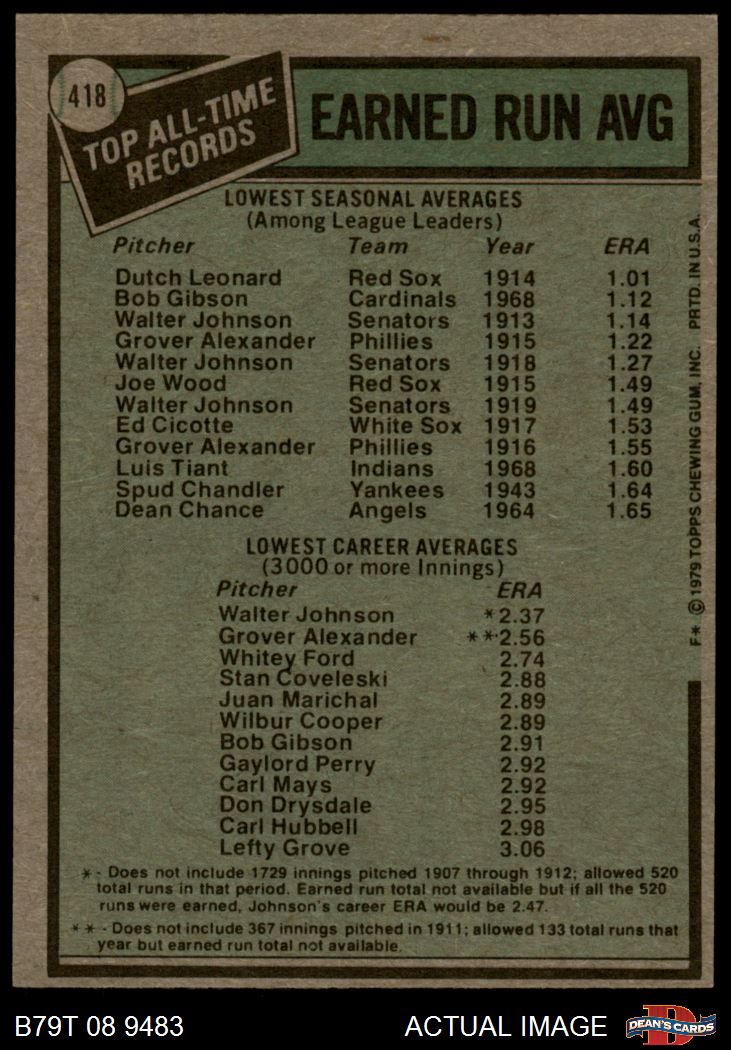 418
TOP ALL-TIME
RECORDS
EARNED RUN AVG
LOWEST SEASONAL AVERAGES
(Among League Leaders)
Pitcher Team Year ERA
Dutch Leonard Red Sox 1914 1.01
Bob Gibson Cardinals 1968 1.12
Walter Johnson Senators 1913 1.14
Grover Alexander Phillies 1915 1.22
Walter Johnson Senators 1918 1.27
Joe Wood Red Sox 1915 1.49
Walter Johnson Senators 1919 1.49
Ed Cicotte White Sox 1917 1.53
Grover Alexander Phillies 1916 1.55
Luis Tiant Indians 1968 1.60
Spud Chandler Yankees 1943 1.64
Dean Chance Angels 1964 1.65
LOWEST CAREER AVERAGES
(3000 or more Innings)
Pitcher ERA
Walter Johnson *2.37
Grover Alexander **2.56
Whitey Ford 2.74
Stan Coveleski 2.88
Juan Marichal 2.89
Wilbur Cooper 2.89
Bob Gibson 2.91
Gaylord Perry 2.92
Carl Mays 2.92
Don Drysdale 2.95
Carl Hubbell 2.98
Lefty Grove 3.06
* - Does not include 1729 innings pitched 1907 through 1912; allowed 520
total runs in that period. Earned run total not available but if all the 520
runs were earned, Johnson's career ERA would be 2.47.
** - Does not include 367 innings pitched in 1911; allowed 133 total runs that
year but earned run total not available.
F* © 1979 TOPPS CHEWING GUM, INC. PRTD. IN U.S.A.
B79T 08 9483 ACTUAL IMAGE
D
DEAN'S CARDS